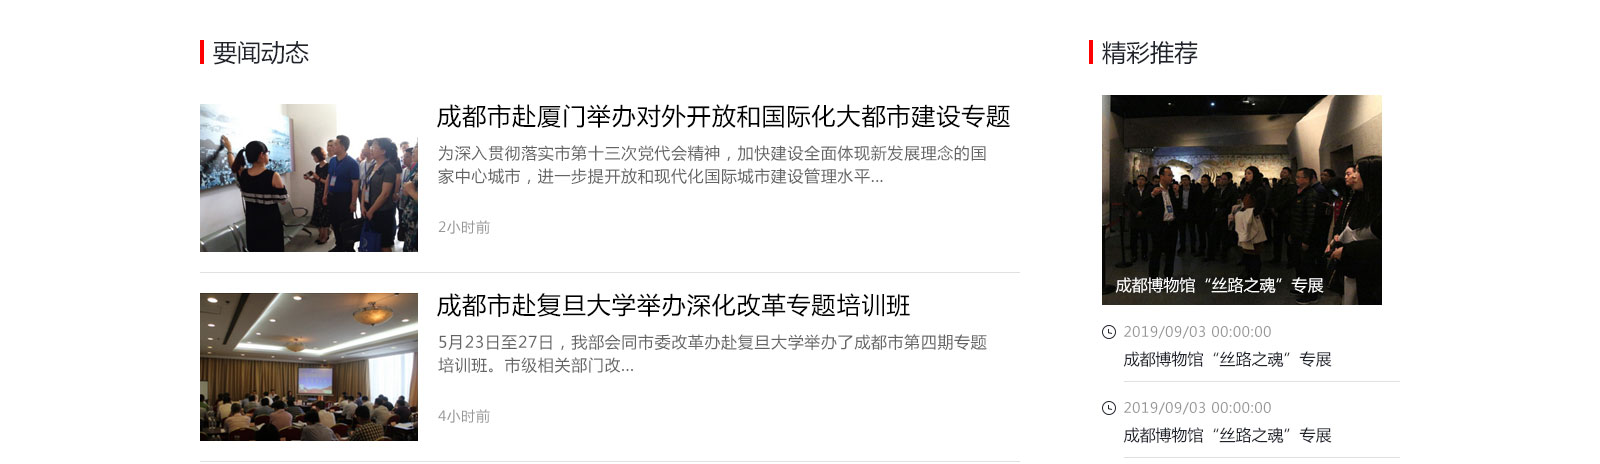 要闻动态
成都市赴厦门举办对外开放和国际化大都市建设专题
为深入贯彻落实市第十三次党代会精神，加快建设全面体现新发展理念的国
家中心城市，进一步提开放和现代化国际城市建设管理水平...
2小时前
成都市赴复旦大学举办深化改革专题培训班
5月23日至27日，我部会同市委改革办赴复旦大学举办了成都市第四期专题
培训班。市级相关部门改...
4小时前
精彩推荐
成都博物馆“丝路之魂”专展
2019/09/03 00:00:00
成都博物馆“丝路之魂”专展
2019/09/03 00:00:00
成都博物馆“丝路之魂”专展